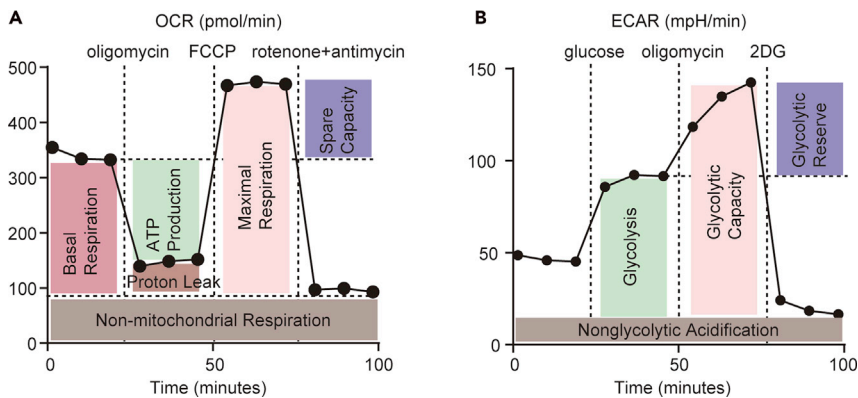 A
OCR (pmol/min)
oligomycin FCCP rotenone+antimycin
500
400
300
200
100
0
Basal
Respiration
ATP
Production
Proton Leak
Maximal
Respiration
Spare
Capacity
Non-mitochondrial Respiration
0 50 100
Time (minutes)
B
ECAR (mpH/min)
glucose oligomycin 2DG
150
100
50
0
Glycolysis
Glycolytic
Capacity
Glycolytic
Reserve
Nonglycolytic Acidification
0 50 100
Time (minutes)